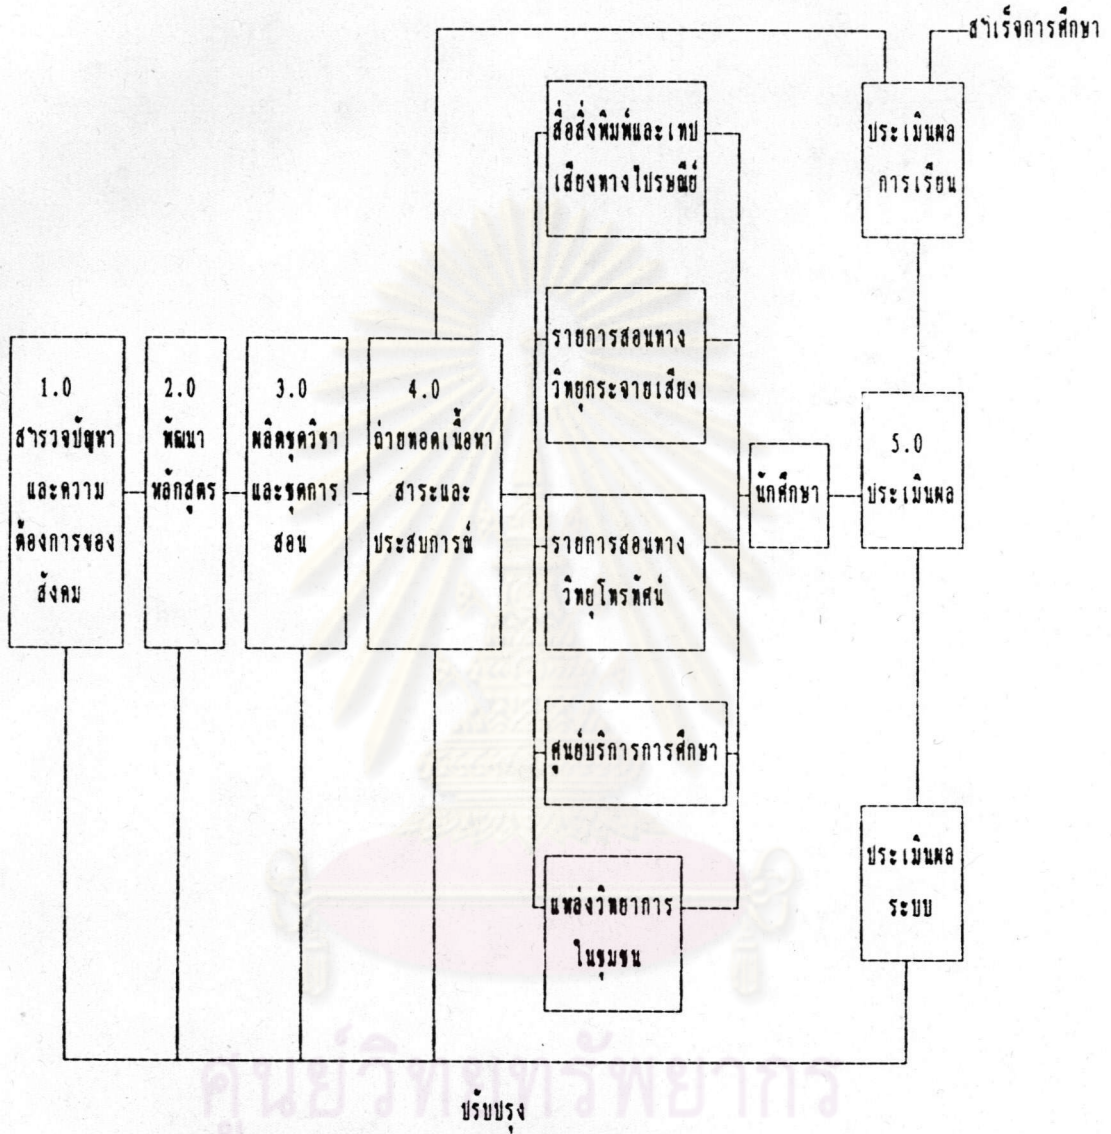 สำเร็จการศึกษา
สื่อสิ่งพิมพ์และเทป
เสียงทางไปรษณีย์
ประเมินผล
การเรียน
รายการสอนทาง
วิทยุกระจายเสียง
1.0
สำรวจปัญหา
และความ
ต้องการของ
สังคม
2.0
พัฒนา
หลักสูตร
3.0
ผลิตชุดวิชา
และชุดการ
สอน
4.0
ถ่ายทอดเนื้อหา
สาระและ
ประสบการณ์
นักศึกษา
5.0
ประเมินผล
รายการสอนทาง
วิทยุโทรทัศน์
ศูนย์บริการการศึกษา
ประเมินผล
ระบบ
แหล่งวิทยาการ
ในชุมชน
ศูนย์วิทยทรัพยากร
ปรับปรุง